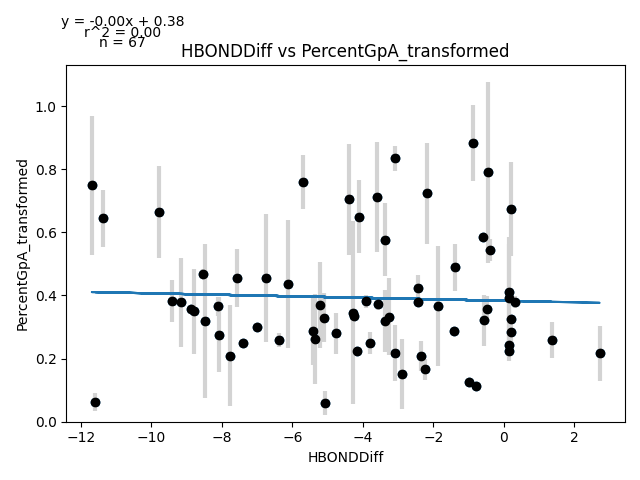 y = -0.00x + 0.38
r^2 = 0.00
n = 67
HBONDDiff vs PercentGpA_transformed
PercentGpA_transformed
1.0
0.8
0.6
0.4
0.2
0.0
−12 −10 −8 −6 −4 −2 0 2
HBONDDiff